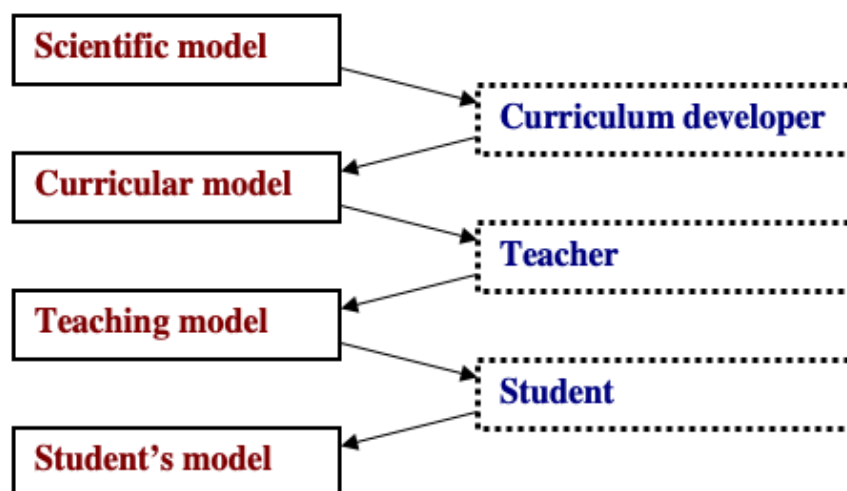 Scientific model
Curriculum developer
Curricular model
Teacher
Teaching model
Student
Student’s model